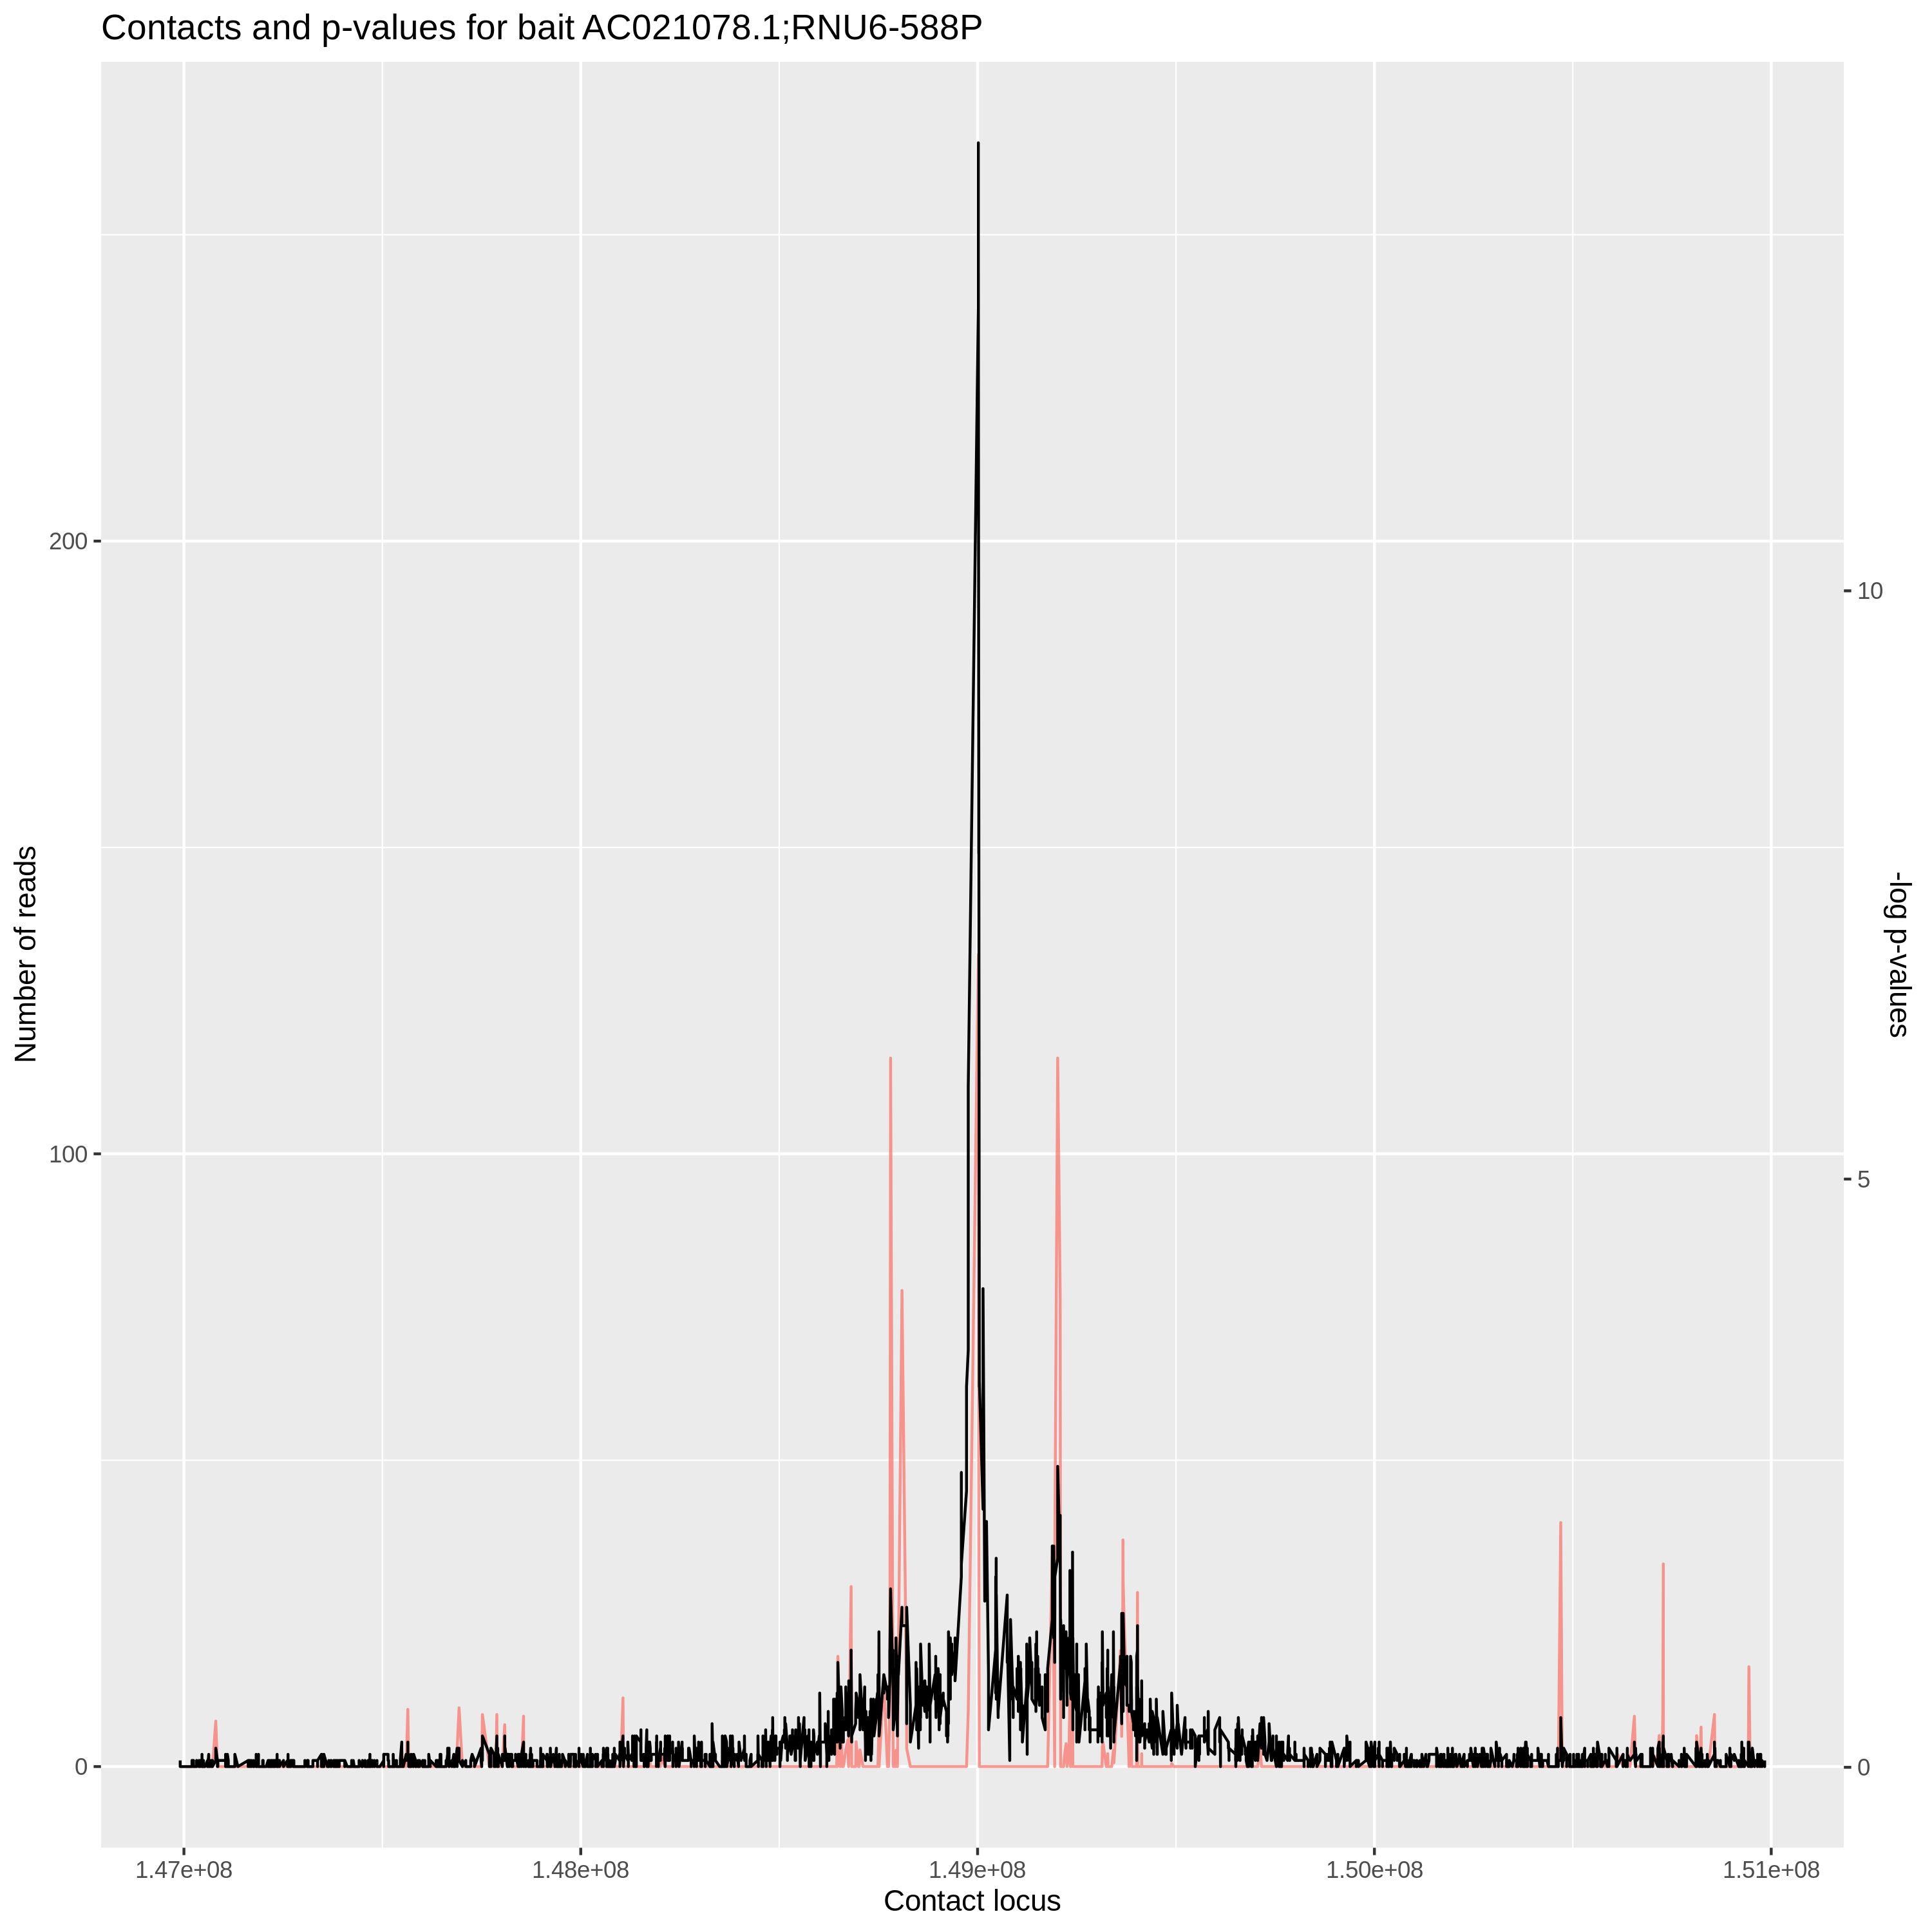 Contacts and p-values for bait AC021078.1;RNU6-588P
Number of reads
200
100
0
10
5
0
-log p-values
1.47e+08
1.48e+08
1.49e+08
1.50e+08
1.51e+08
Contact locus